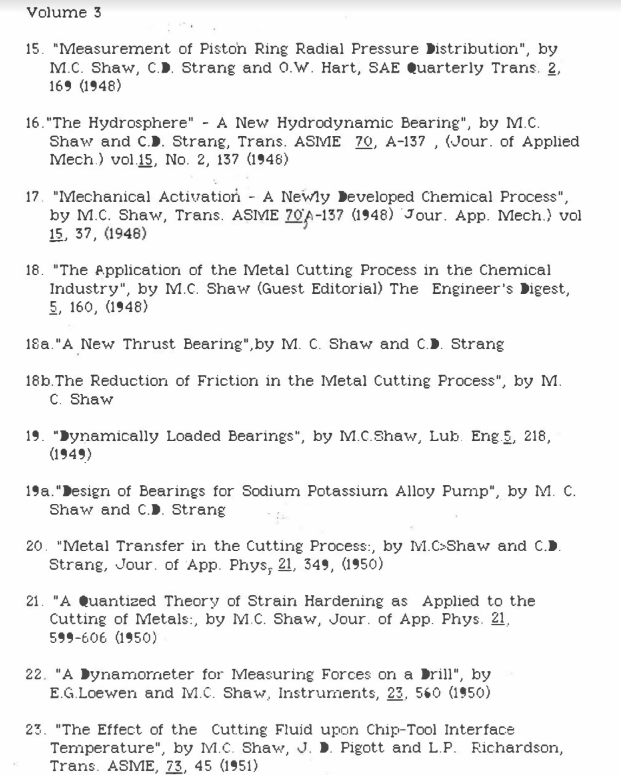 Volume 3
15. "Measurement of Piston Ring Radial Pressure Distribution", by
M.C. Shaw, C.D. Strang and O.W. Hart, SAE Quarterly Trans. 2,
169 (1948)
16."The Hydrosphere" - A New Hydrodynamic Bearing", by M.C.
Shaw and C.D. Strang, Trans. ASME 70, A-137 , (Jour. of Applied
Mech.) vol.15, No. 2, 137 (1948)
17. "Mechanical Activation - A Newly Developed Chemical Process",
by M.C. Shaw, Trans. ASME 70,A-137 (1948) Jour. App. Mech.) vol
15, 37, (1948)
18. "The Application of the Metal Cutting Process in the Chemical
Industry", by M.C. Shaw (Guest Editorial) The Engineer's Digest,
5, 160, (1948)
18a."A New Thrust Bearing",by M. C. Shaw and C.D. Strang
18b.The Reduction of Friction in the Metal Cutting Process", by M.
C. Shaw
19. "Dynamically Loaded Bearings", by M.C.Shaw, Lub. Eng.5, 218,
(1949)
19a."Design of Bearings for Sodium Potassium Alloy Pump", by M. C.
Shaw and C.D. Strang
20. "Metal Transfer in the Cutting Process:, by M.C>Shaw and C.D.
Strang, Jour. of App. Phys, 21, 349, (1950)
21. "A Quantized Theory of Strain Hardening as Applied to the
Cutting of Metals:, by M.C. Shaw, Jour. of App. Phys. 21,
599-606 (1950)
22. "A Dynamometer for Measuring Forces on a Drill", by
E.G.Loewen and M.C. Shaw, Instruments, 23, 560 (1950)
23. "The Effect of the Cutting Fluid upon Chip-Tool Interface
Temperature", by M.C. Shaw, J. D. Pigott and L.P. Richardson,
Trans. ASME, 73, 45 (1951)